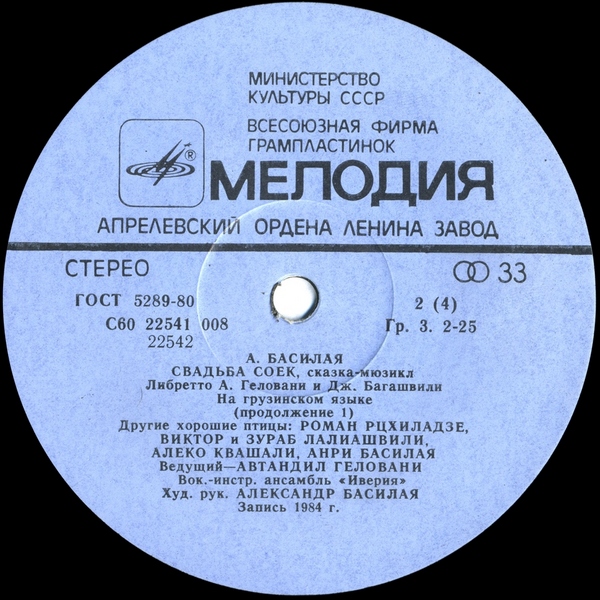 МИНИСТЕРСТВО
КУЛЬТУРЫ СССР
ВСЕСОЮЗНАЯ ФИРМА
ГРАМПЛАСТИНОК
®
МЕЛОДИЯ
АПРЕЛЕВСКИЙ ОРДЕНА ЛЕНИНА ЗАВОД
СТЕРЕО
33
ГОСТ 5289-80
2 (4)
С60 22541 008
Гр. 3. 2-25
22542
А. БАСИЛАЯ
СВАДЬБА СОЕК, сказка-мюзикл
Либретто А. Геловани и Дж. Багашвили
На грузинском языке
(продолжение 1)
Другие хорошие птицы: РОМАН РЦХИЛАДЗЕ,
ВИКТОР и ЗУРАБ ЛАЛИАШВИЛИ,
АЛЕКО КВАШАЛИ, АНРИ БАСИЛАЯ
Ведущий—АВТАНДИЛ ГЕЛОВАНИ
Вок.-инстр. ансамбль «Иверия»
Худ. рук. АЛЕКСАНДР БАСИЛАЯ
Запись 1984 г.